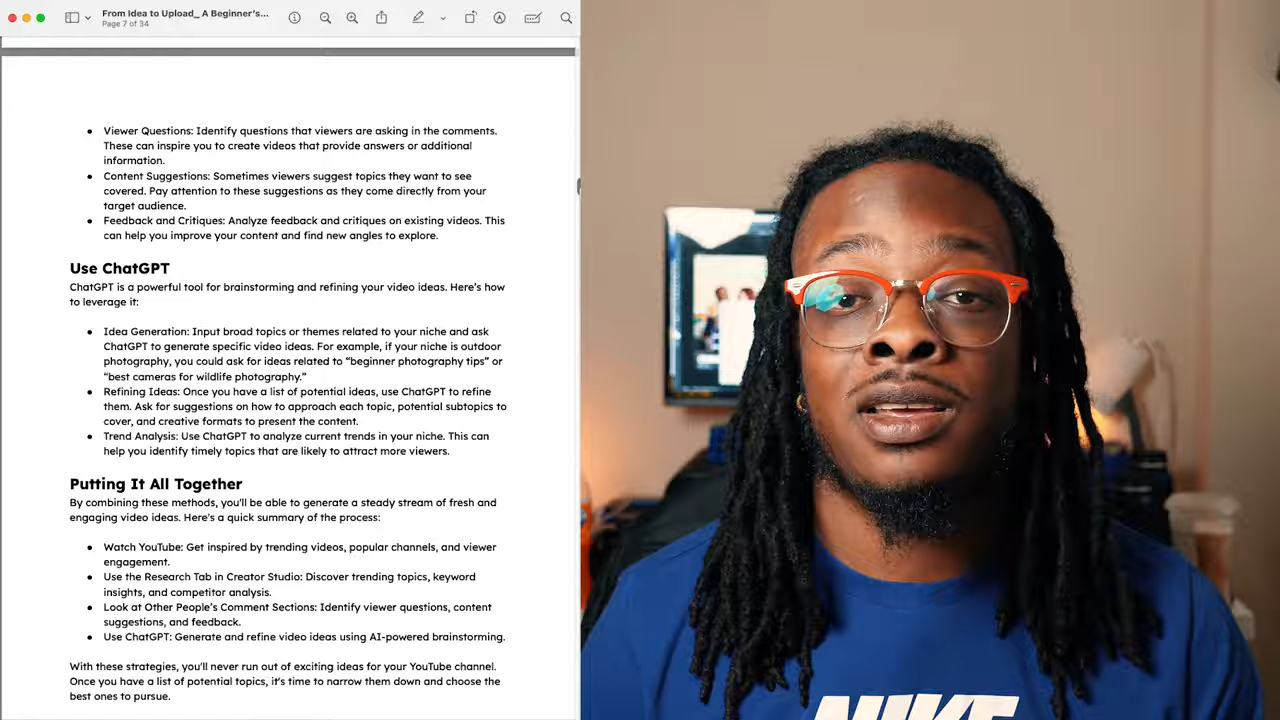 From Idea to Upload_ A Beginner's...
Page 7 of 34
● Viewer Questions: Identify questions that viewers are asking in the comments.
These can inspire you to create videos that provide answers or additional
information.
● Content Suggestions: Sometimes viewers suggest topics they want to see
covered. Pay attention to these suggestions as they come directly from your
target audience.
● Feedback and Critiques: Analyze feedback and critiques on existing videos. This
can help you improve your content and find new angles to explore.
Use ChatGPT
ChatGPT is a powerful tool for brainstorming and refining your video ideas. Here's how
to leverage it:
● Idea Generation: Input broad topics or themes related to your niche and ask
ChatGPT to generate specific video ideas. For example, if your niche is outdoor
photography, you could ask for ideas related to “beginner photography tips” or
“best cameras for wildlife photography.”
● Refining Ideas: Once you have a list of potential ideas, use ChatGPT to refine
them. Ask for suggestions on how to approach each topic, potential subtopics to
cover, and creative formats to present the content.
● Trend Analysis: Use ChatGPT to analyze current trends in your niche. This can
help you identify timely topics that are likely to attract more viewers.
Putting It All Together
By combining these methods, you'll be able to generate a steady stream of fresh and
engaging video ideas. Here's a quick summary of the process:
● Watch YouTube: Get inspired by trending videos, popular channels, and viewer
engagement.
● Use the Research Tab in Creator Studio: Discover trending topics, keyword
insights, and competitor analysis.
● Look at Other People's Comment Sections: Identify viewer questions, content
suggestions, and feedback.
● Use ChatGPT: Generate and refine video ideas using AI-powered brainstorming.
With these strategies, you'll never run out of exciting ideas for your YouTube channel.
Once you have a list of potential topics, it's time to narrow them down and choose the
best ones to pursue.
NIKE